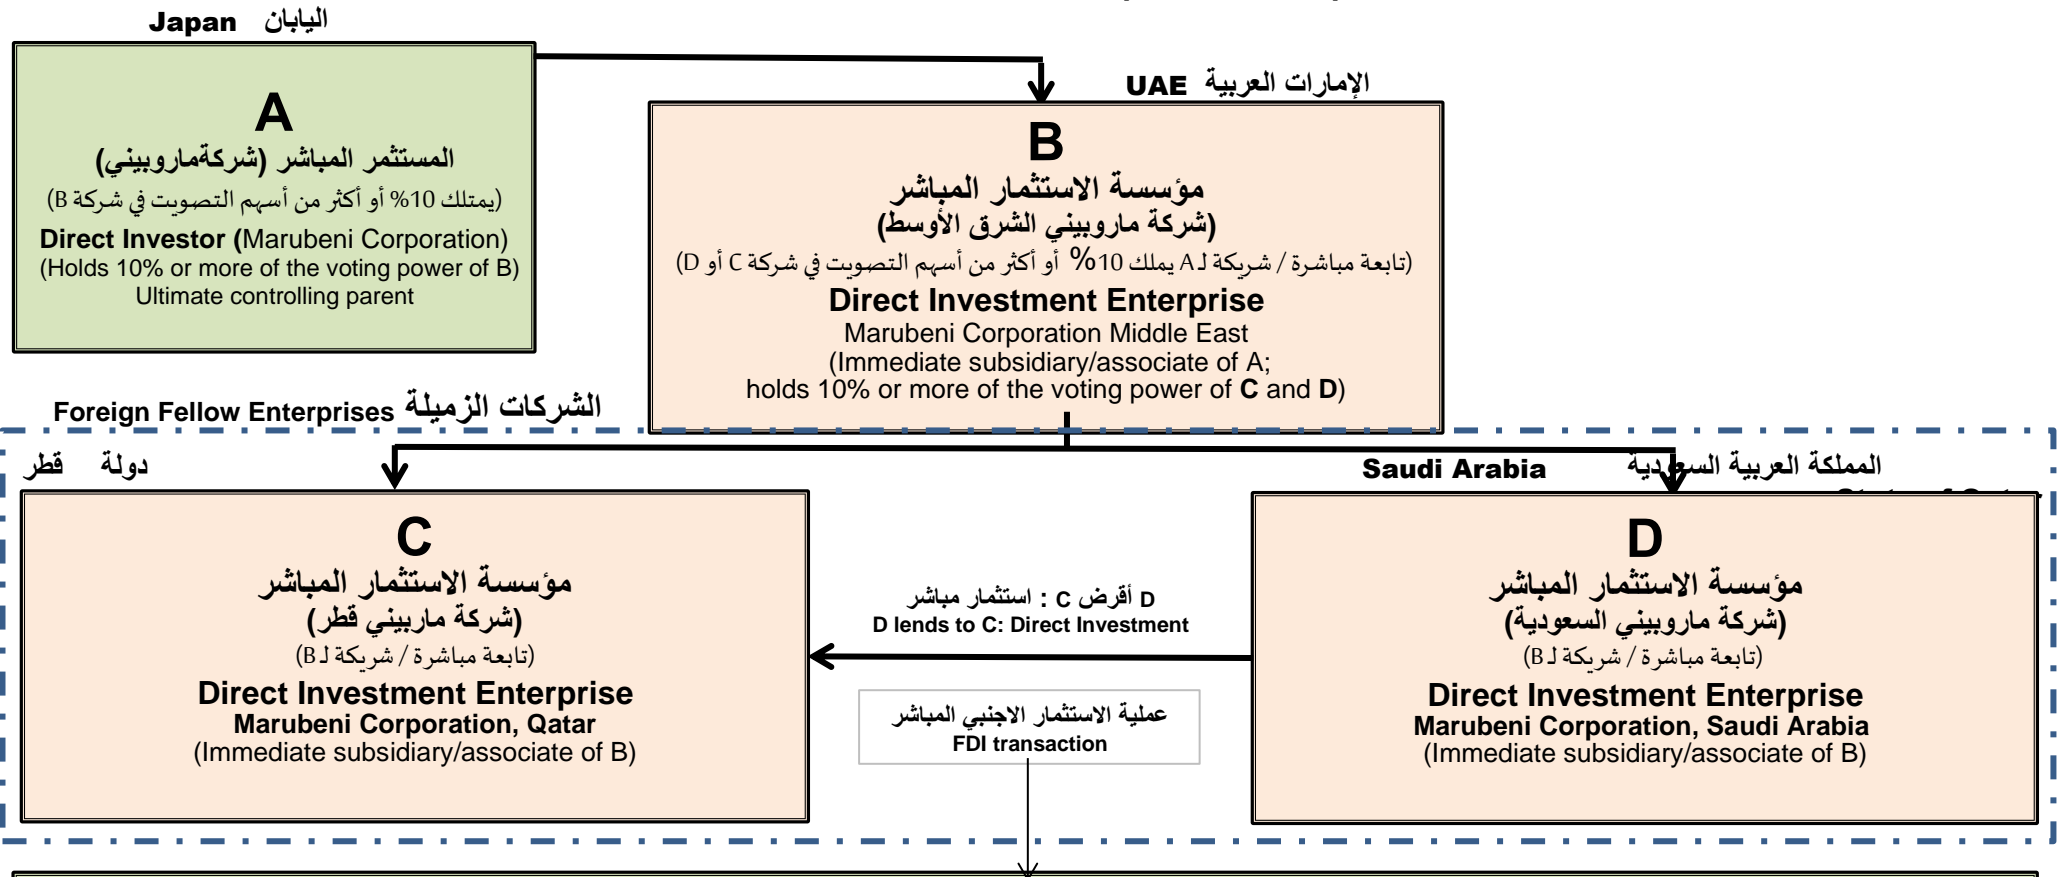 اليابان Japan
A
المستثمر المباشر (شركةماروبيني)
(يمتلك 10% أو أكثر من أسهم التصويت في شركة B)
Direct Investor (Marubeni Corporation)
(Holds 10% or more of the voting power of B)
Ultimate controlling parent
الإمارات العربية UAE
B
مؤسسة الاستثمار المباشر
(شركة ماروبيني الشرق الأوسط)
(تابعة مباشرة / شريكة لـ A يملك 10% أو أكثر من أسهم التصويت في شركة C أو D)
Direct Investment Enterprise
Marubeni Corporation Middle East
(Immediate subsidiary/associate of A;
holds 10% or more of the voting power of C and D)
الشركات الزميلة Foreign Fellow Enterprises
دولة قطر
C
مؤسسة الاستثمار المباشر
(شركة ماربيني قطر)
(تابعة مباشرة / شريكة لـ B)
Direct Investment Enterprise
Marubeni Corporation, Qatar
(Immediate subsidiary/associate of B)
D أقرض C : استثمار مباشر
D lends to C: Direct Investment
عملية الاستثمار الاجنبي المباشر
FDI transaction
المملكة العربية السعودية Saudi Arabia
D
مؤسسة الاستثمار المباشر
(شركة ماروبيني السعودية)
(تابعة مباشرة / شريكة لـ B)
Direct Investment Enterprise
Marubeni Corporation, Saudi Arabia
(Immediate subsidiary/associate of B)